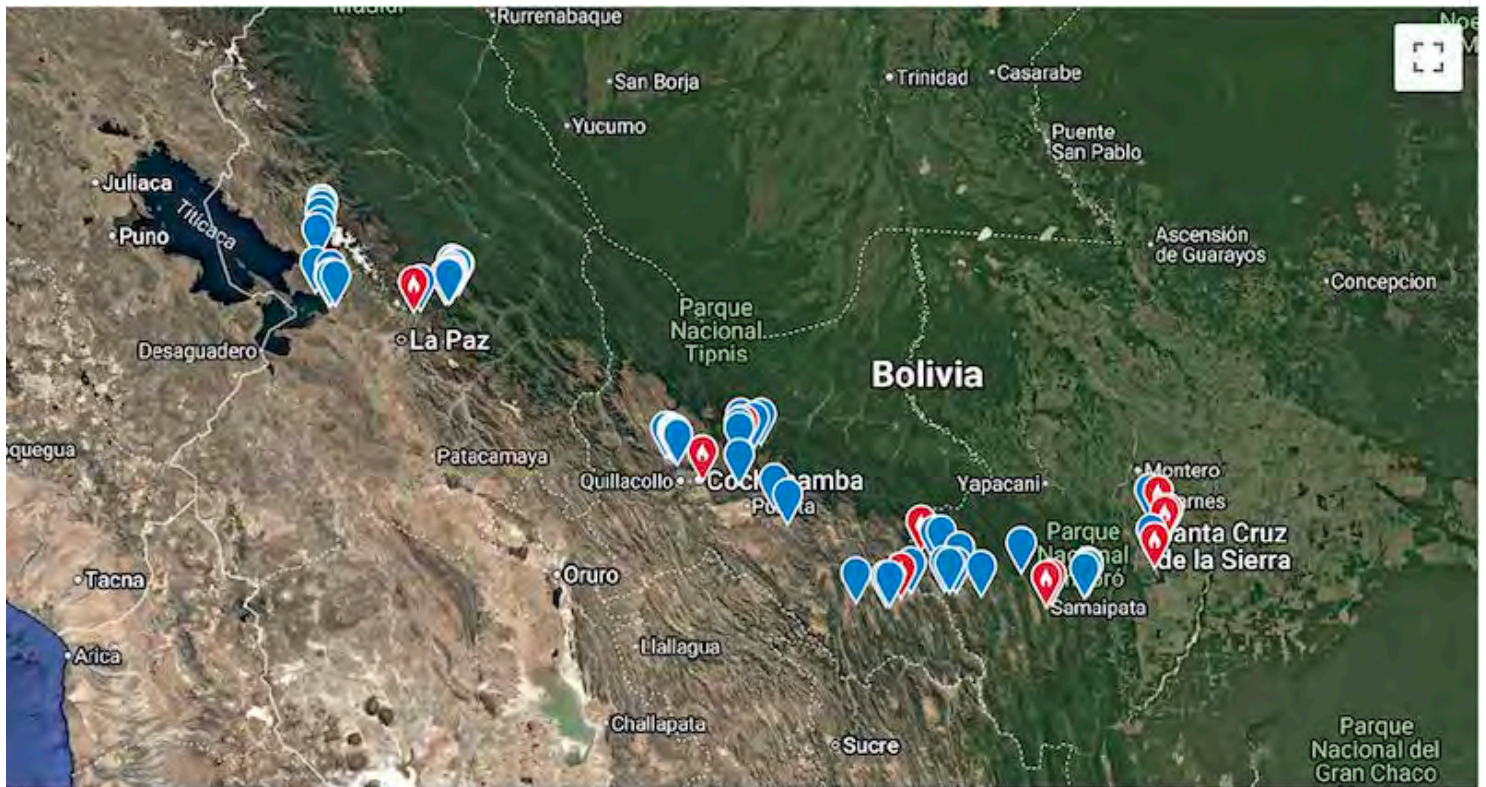 Rurrenabaque
San Borja
Trinidad
Casarabe
Yucumo
Puente
San Pablo
Juliaca
Titicaca
Puno
Ascensión
de Guarayos
Concepcion
Parque
Nacional
Tipnis
La Paz
Desaguadero
Bolivia
Patacamaya
Quillacollo
Yapacani
Montero
Parque
Santa Cruz
de la Sierra
Oruro
Tacna
Samaipata
Llallagua
Arica
Challapata
Sucre
Parque
Nacional del
Gran Chaco